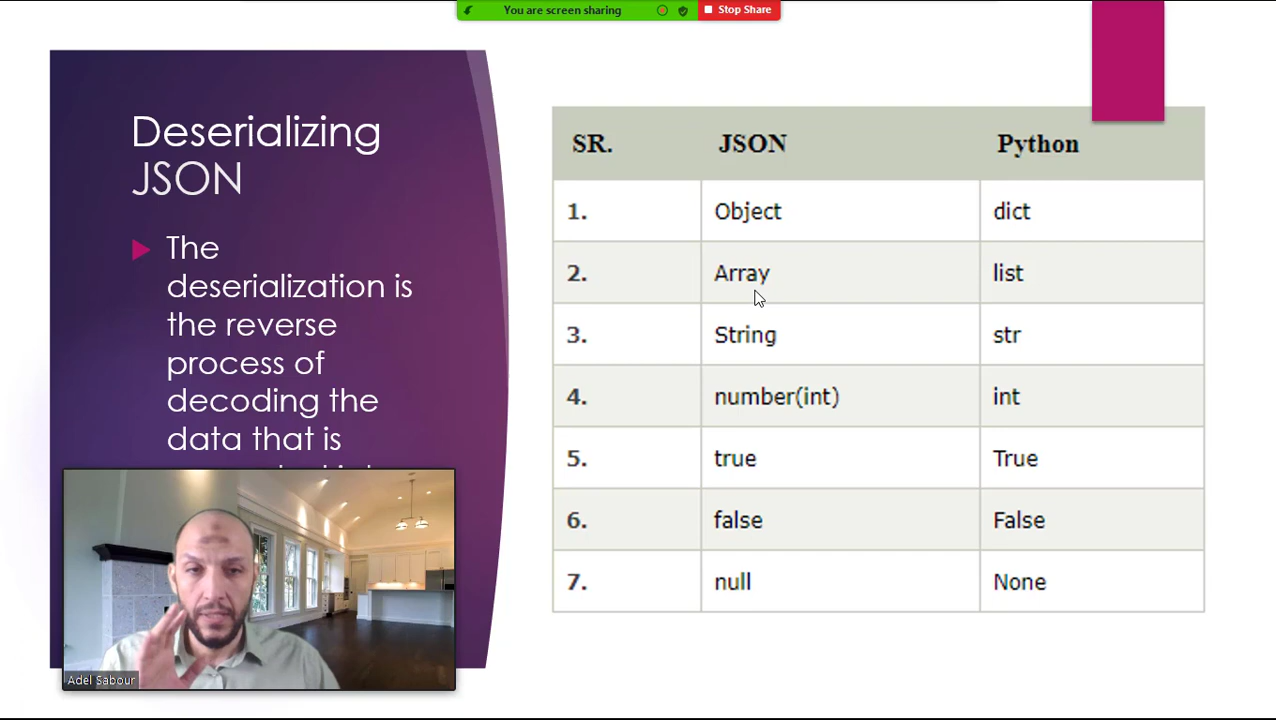 You are screen sharing
Stop Share
Deserializing
JSON
The
deserialization is
the reverse
process of
decoding the
data that is
SR. JSON Python
1. Object dict
2. Array list
3. String str
4. number(int) int
5. true True
6. false False
7. null None
Adel Sabour